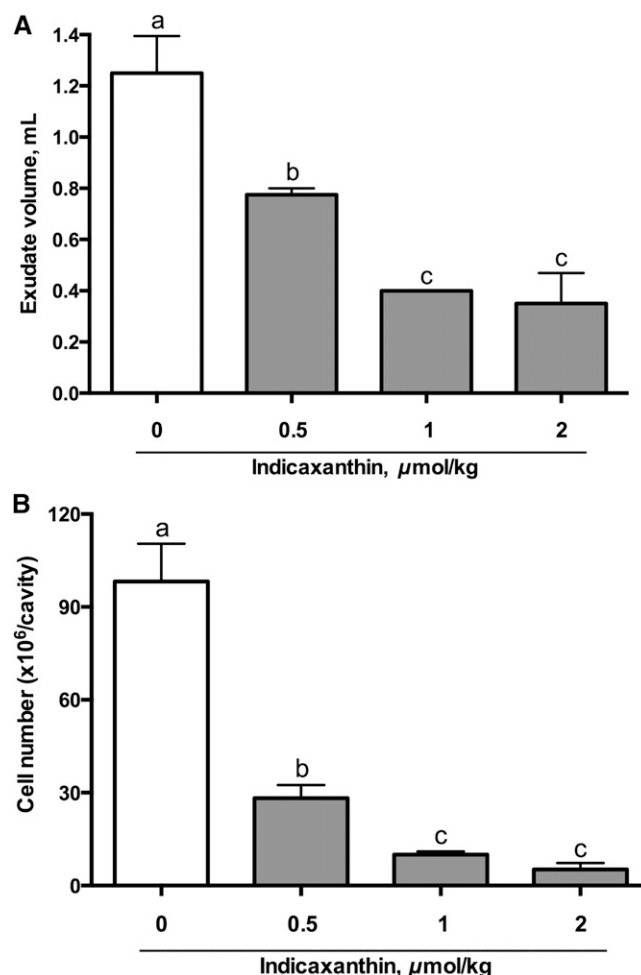 A
Exudate volume, mL
1.4
1.2
1.0
0.8
0.6
0.4
0.2
0.0
a
b
c
c
0 0.5 1 2
Indicaxanthin, µmol/kg
B
Cell number (x10⁶/cavity)
120
90
60
30
0
a
b
c
c
0 0.5 1 2
Indicaxanthin, µmol/kg